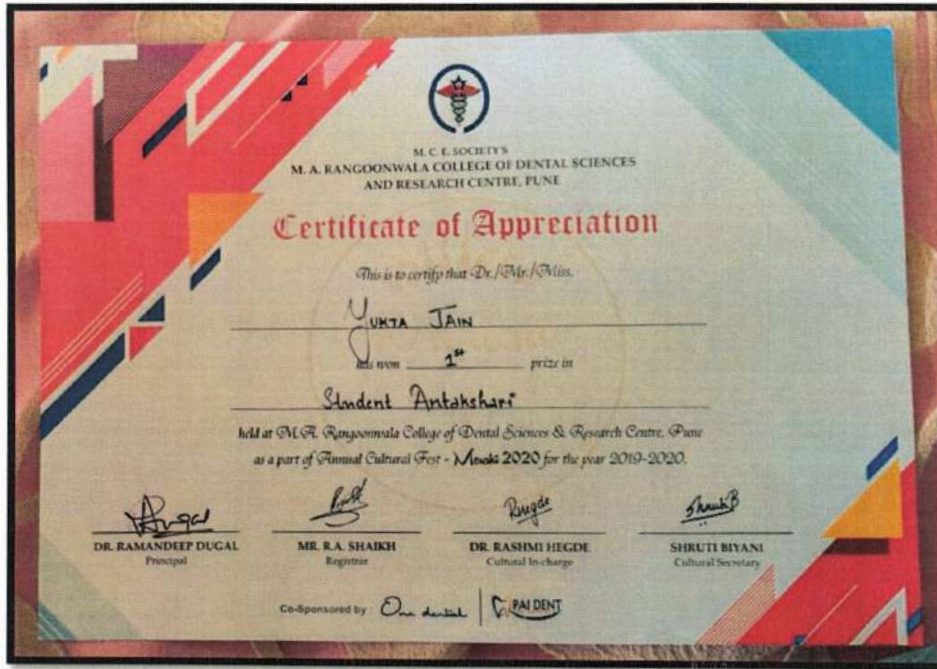 M. C. E. SOCIETY'S
M. A. RANGOONWALA COLLEGE OF DENTAL SCIENCES
AND RESEARCH CENTRE, PUNE
Certificate of Appreciation
This is to certify that Dr./Mr./Miss.
YUKTA JAIN
has won 1st prize in
Student Antakshari
held at M.A. Rangoonwala College of Dental Sciences & Research Centre, Pune
as a part of Annual Cultural Fest - Meraki 2020 for the year 2019-2020.
DR. RAMANDEEP DUGAL MR. R.A. SHAIKH DR. RASHMI HEGDE SHRUTI BIYANI
Principal Registrar Cultural In-charge Cultural Secretary
Co-Sponsored by : One dental PAI DENT